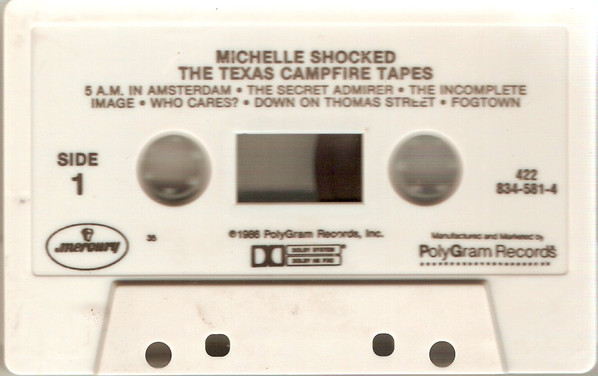 MICHELLE SHOCKED
THE TEXAS CAMPFIRE TAPES
5 A.M. IN AMSTERDAM • THE SECRET ADMIRER • THE INCOMPLETE
IMAGE • WHO CARES? • DOWN ON THOMAS STREET • FOGTOWN
SIDE
1
422
834-581-4
mercury
35
©1986 PolyGram Records, Inc.
DOLBY SYSTEM®
DOLBY HX PRO
Manufactured and Marketed by
PolyGram Records